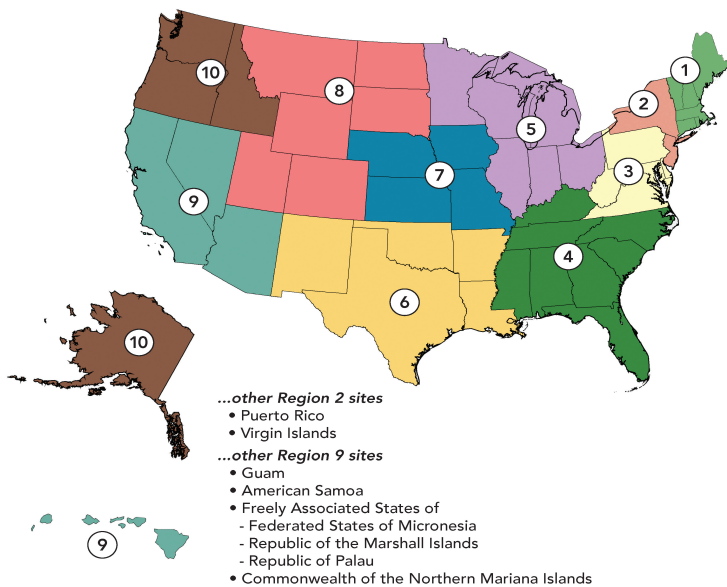 1
10
8
2
5
3
7
9
4
6
10
...other Region 2 sites
• Puerto Rico
• Virgin Islands
...other Region 9 sites
• Guam
• American Samoa
• Freely Associated States of
- Federated States of Micronesia
- Republic of the Marshall Islands
- Republic of Palau
• Commonwealth of the Northern Mariana Islands
9